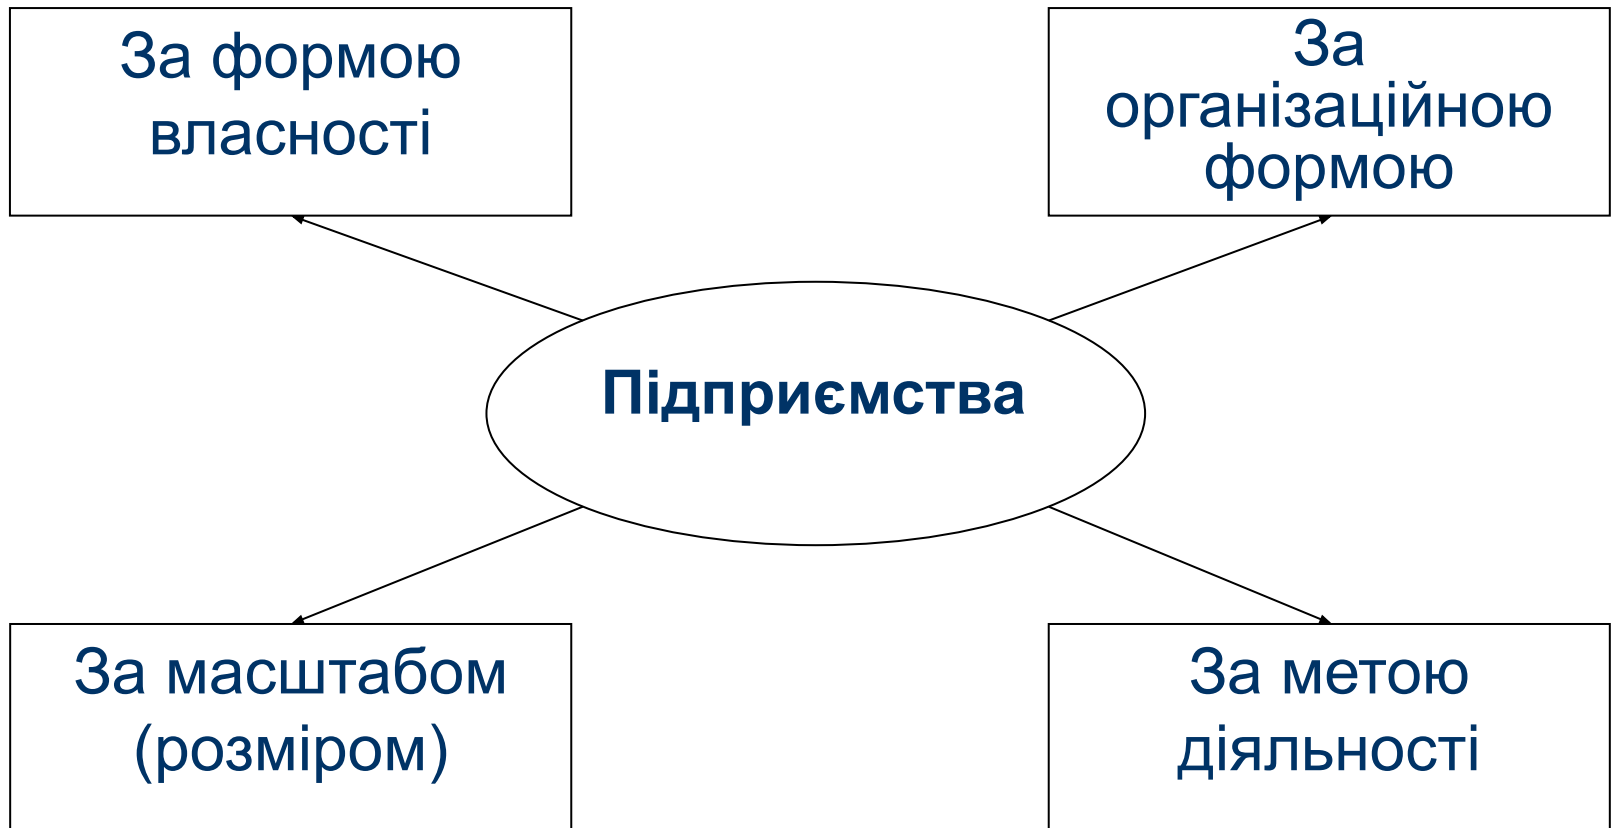 За формою
власності
За
організаційною
формою
Підприємства
За масштабом
(розміром)
За метою
діяльності